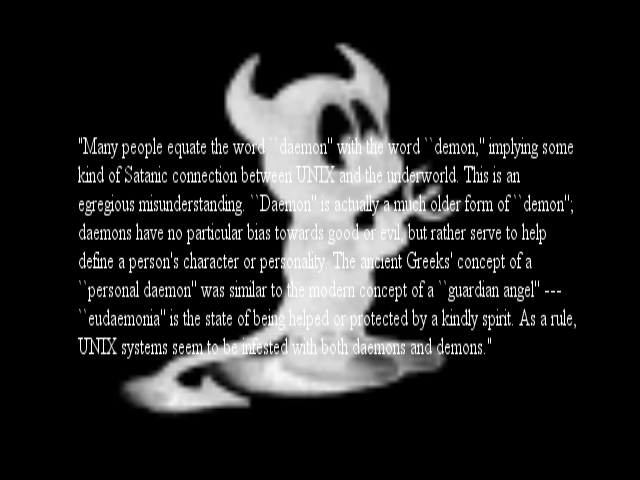 "Many people equate the word ``daemon'' with the word ``demon,'' implying some
kind of Satanic connection between UNIX and the underworld. This is an
egregious misunderstanding. ``Daemon'' is actually a much older form of ``demon'';
daemons have no particular bias towards good or evil, but rather serve to help
define a person's character or personality. The ancient Greeks' concept of a
``personal daemon'' was similar to the modern concept of a ``guardian angel'' ---
``eudaemonia'' is the state of being helped or protected by a kindly spirit. As a rule,
UNIX systems seem to be infested with both daemons and demons."